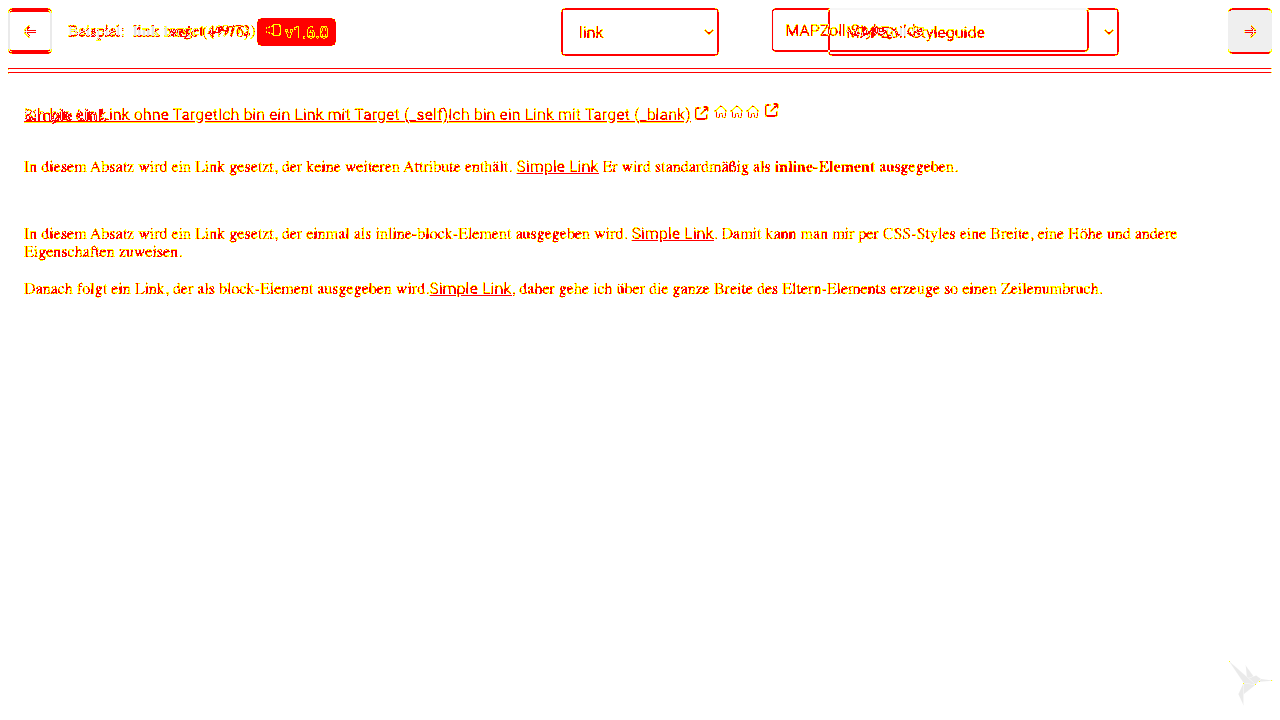 ← Beispiel: link v1.6.0 link MAPZoll Styleguide →
Ich bin ein Link ohne TargetIch bin ein Link mit Target (_self)Ich bin ein Link mit Target (_blank)
In diesem Absatz wird ein Link gesetzt, der keine weiteren Attribute enthält. Simple Link Er wird standardmäßig als inline-Element ausgegeben.
In diesem Absatz wird ein Link gesetzt, der einmal als inline-block-Element ausgegeben wird. Simple Link. Damit kann man mir per CSS-Styles eine Breite, eine Höhe und andere
Eigenschaften zuweisen.
Danach folgt ein Link, der als block-Element ausgegeben wird.Simple Link, daher gehe ich über die ganze Breite des Eltern-Elements erzeuge so einen Zeilenumbruch.